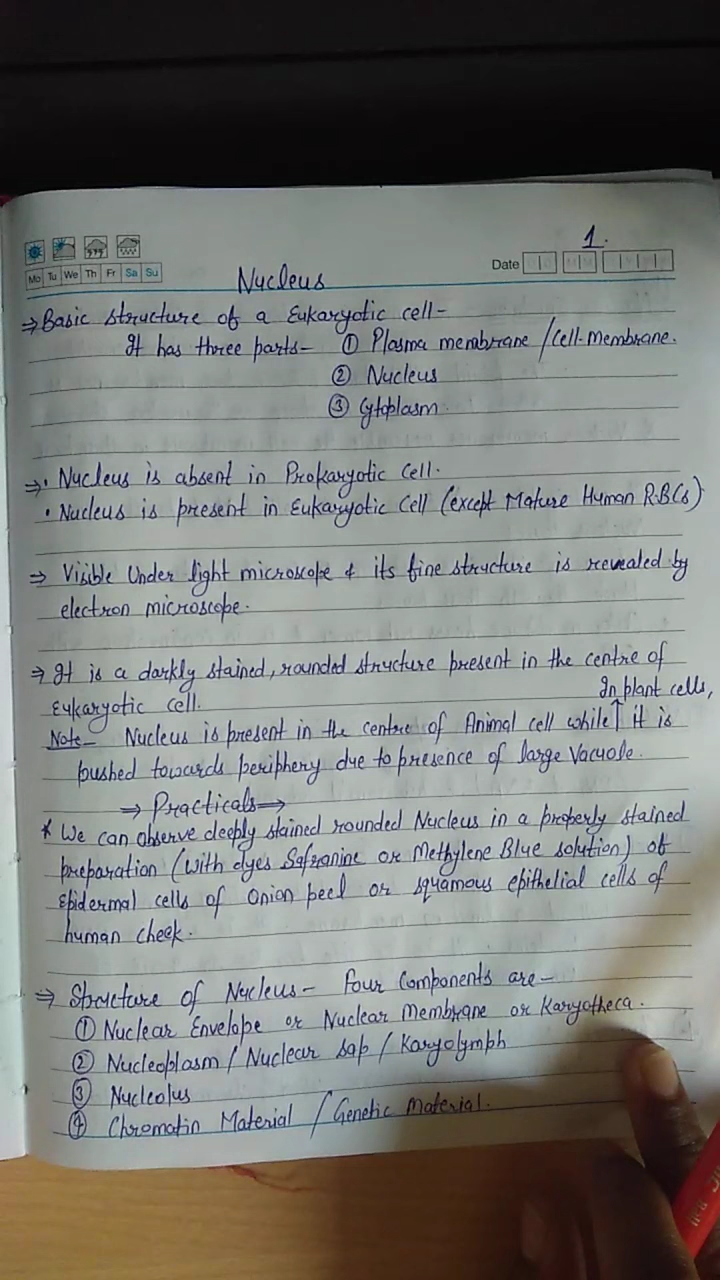 1.
Date
Mo Tu We Th Fr Sa Su
Nucleus
⇒ Basic structure of a Eukaryotic cell-
It has three parts- ① Plasma membrane / Cell-Membrane.
② Nucleus
③ Cytoplasm.
⇒ • Nucleus is absent in Prokaryotic Cell.
• Nucleus is present in Eukaryotic Cell (except Mature Human R.B.Cs)
⇒ Visible Under light microscope & its fine structure is revealed by
electron microscope.
⇒ It is a darkly stained, rounded structure present in the centre of
Eukaryotic cell.
In plant cells,
Note- Nucleus is present in the centre of Animal cell while ↑ it is
pushed towards periphery due to presence of large Vacuole.
⇒ Practicals ⇒
* We can observe deeply stained rounded Nucleus in a properly stained
preparation (with dyes Safranine or Methylene Blue solution) of
Epidermal cells of Onion peel or squamous epithelial cells of
human cheek.
⇒ Structure of Nucleus- Four Components are-
① Nuclear Envelope or Nuclear Membrane or Karyotheca.
② Nucleoplasm / Nuclear Sap / Karyolymph
③ Nucleolus
④ Chromatin Material / Genetic Material.